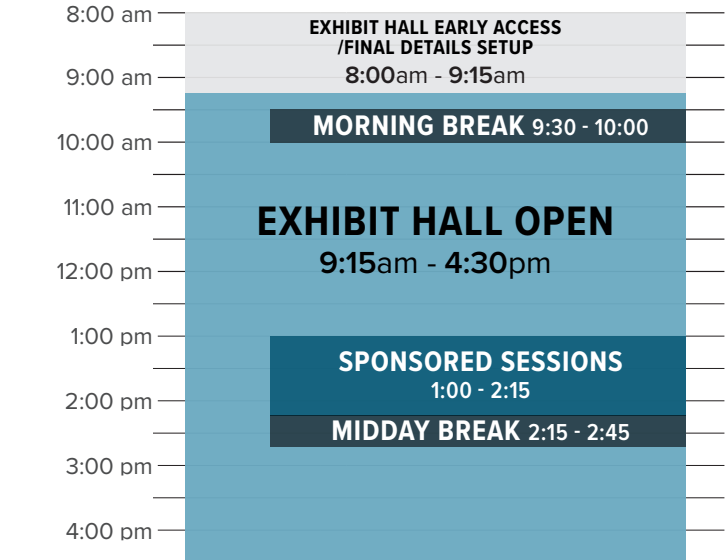 8:00 am
EXHIBIT HALL EARLY ACCESS
/FINAL DETAILS SETUP
8:00am - 9:15am
9:00 am
MORNING BREAK 9:30 - 10:00
10:00 am
11:00 am
EXHIBIT HALL OPEN
9:15am - 4:30pm
12:00 pm
1:00 pm
SPONSORED SESSIONS
1:00 - 2:15
2:00 pm
MIDDAY BREAK 2:15 - 2:45
3:00 pm
4:00 pm